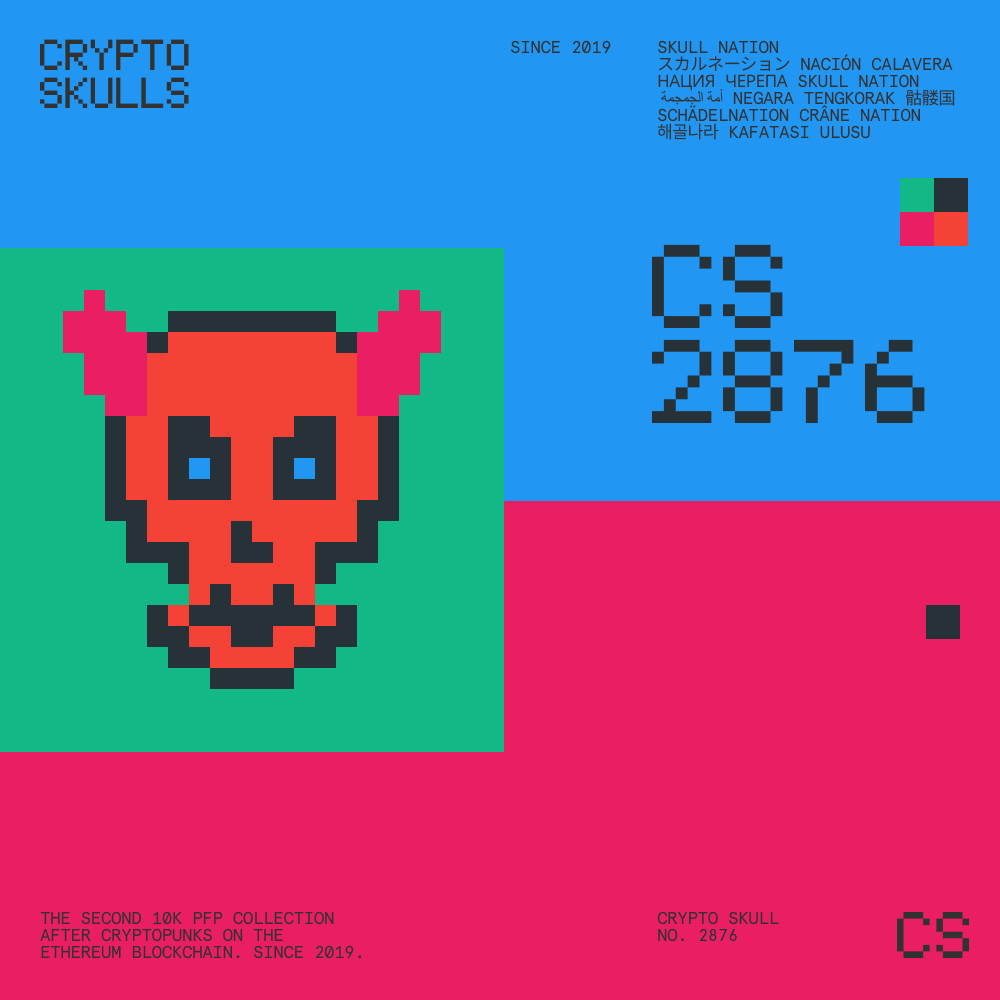 CRYPTO
SKULLS
SINCE 2019
SKULL NATION
スカルネーション NACIÓN CALAVERA
НАЦИЯ ЧЕРЕПА SKULL NATION
أمة الجمجمة NEGARA TENGKORAK 骷髅国
SCHÄDELNATION CRÂNE NATION
해골나라 KAFATASI ULUSU
CS
2876
THE SECOND 10K PFP COLLECTION
AFTER CRYPTOPUNKS ON THE
ETHEREUM BLOCKCHAIN. SINCE 2019.
CRYPTO SKULL
NO. 2876
CS